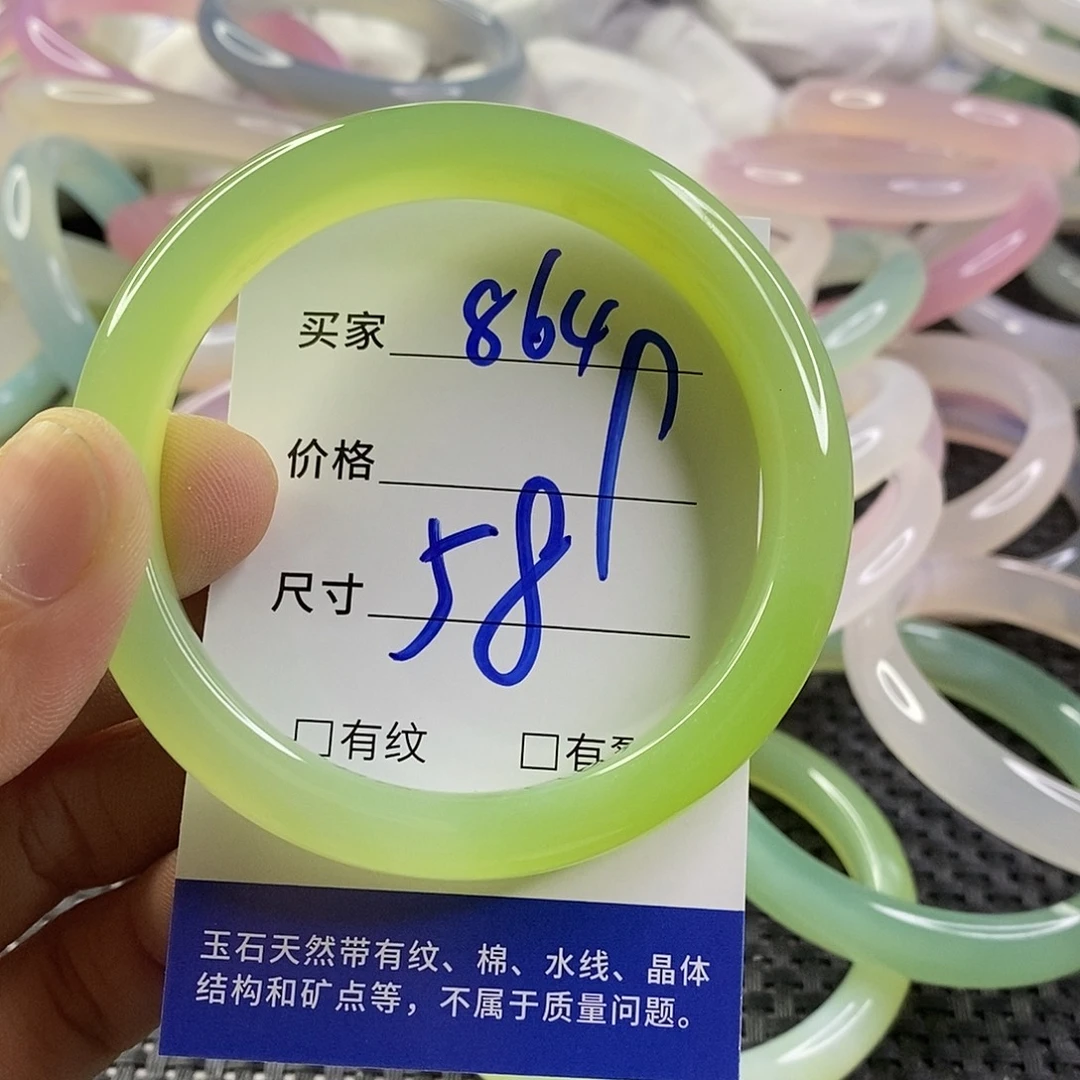 买家 864
价格
尺寸 58
□有纹 □有
玉石天然带有纹、棉、水线、晶体
结构和矿点等，不属于质量问题。